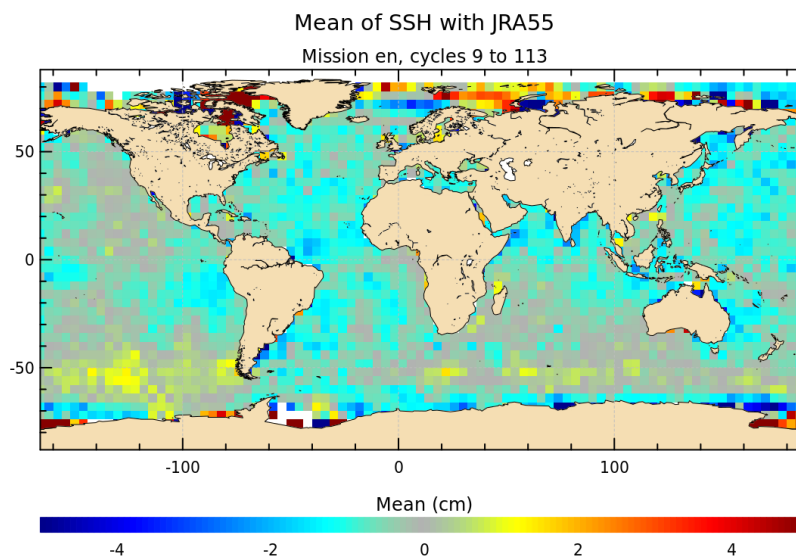 Mean of SSH with JRA55
Mission en, cycles 9 to 113
50
0
-50
-100 0 100
Mean (cm)
-4 -2 0 2 4